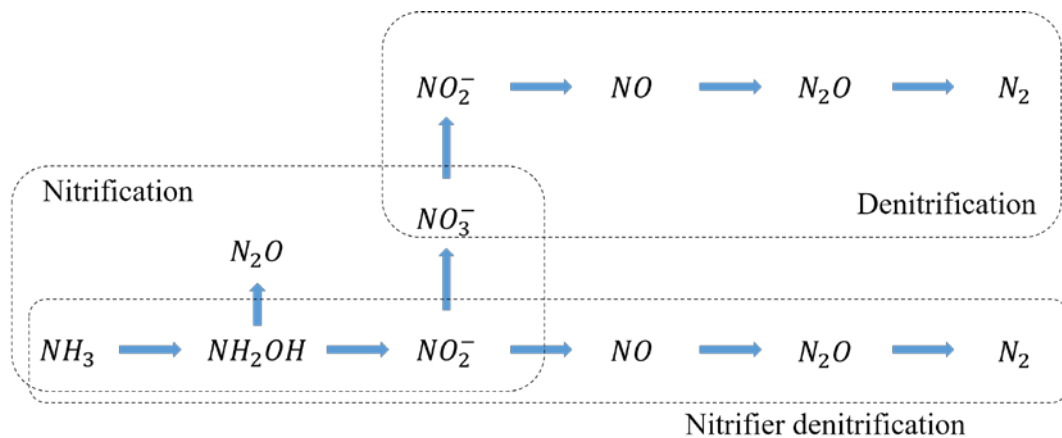 NO₂⁻ NO N₂O N₂
Nitrification
NO₃⁻ Denitrification
N₂O
NH₃ NH₂OH NO₂⁻ NO N₂O N₂
Nitrifier denitrification